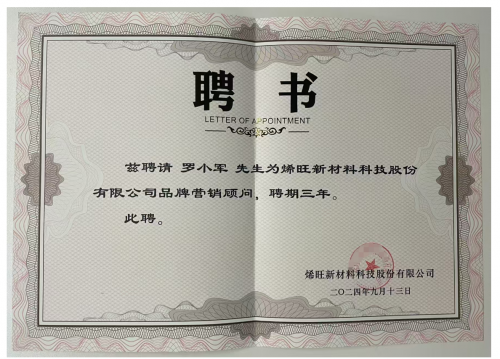 聘 书
LETTER OF APPOINTMENT
兹聘请 罗小军 先生为烯旺新材料科技股份
有限公司品牌营销顾问，聘期三年。
此聘。
烯旺新材料科技股份有限公司
二〇二四年九月十三日